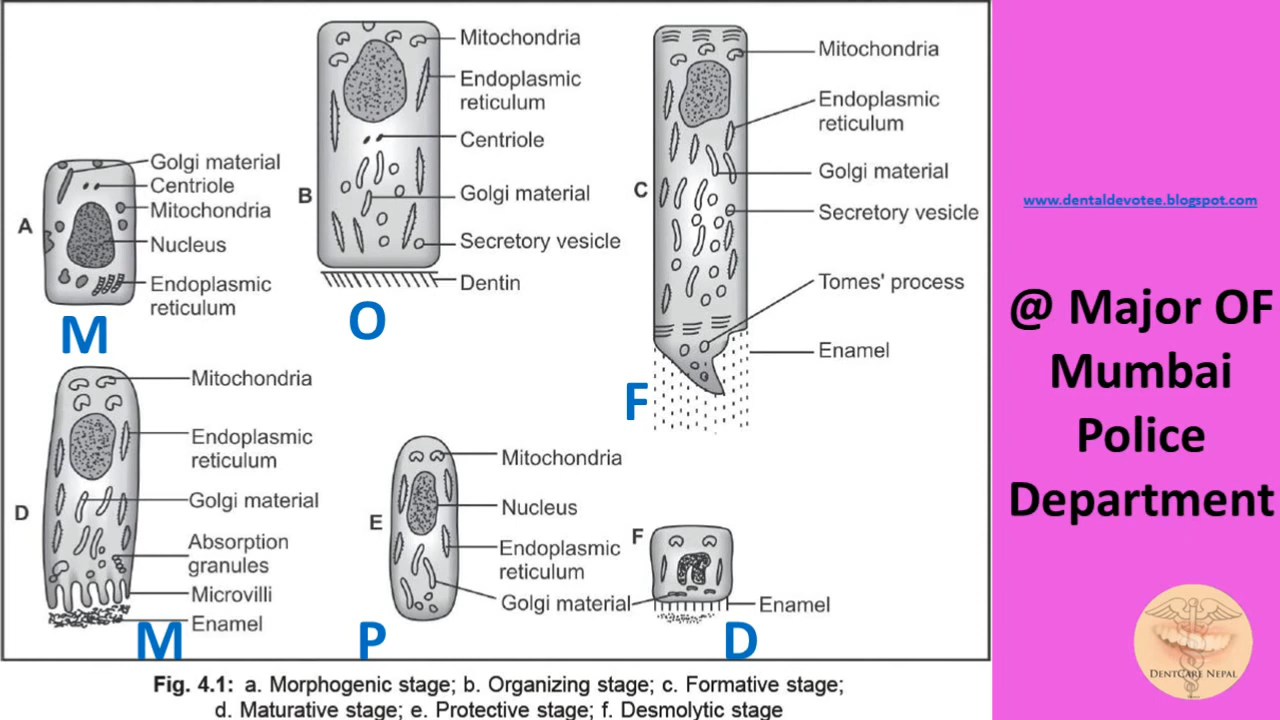 A
Golgi material
Centriole
Mitochondria
Nucleus
Endoplasmic
reticulum
M
B
Mitochondria
Endoplasmic
reticulum
Centriole
Golgi material
Secretory vesicle
Dentin
O
C
Mitochondria
Endoplasmic
reticulum
Golgi material
Secretory vesicle
Tomes' process
Enamel
F
D
Mitochondria
Endoplasmic
reticulum
Golgi material
Absorption
granules
Microvilli
Enamel
M
E
Mitochondria
Nucleus
Endoplasmic
reticulum
Golgi material
P
F
Enamel
D
Fig. 4.1: a. Morphogenic stage; b. Organizing stage; c. Formative stage;
d. Maturative stage; e. Protective stage; f. Desmolytic stage
www.dentaldevotee.blogspot.com
@ Major OF
Mumbai
Police
Department
DENTCARE NEPAL